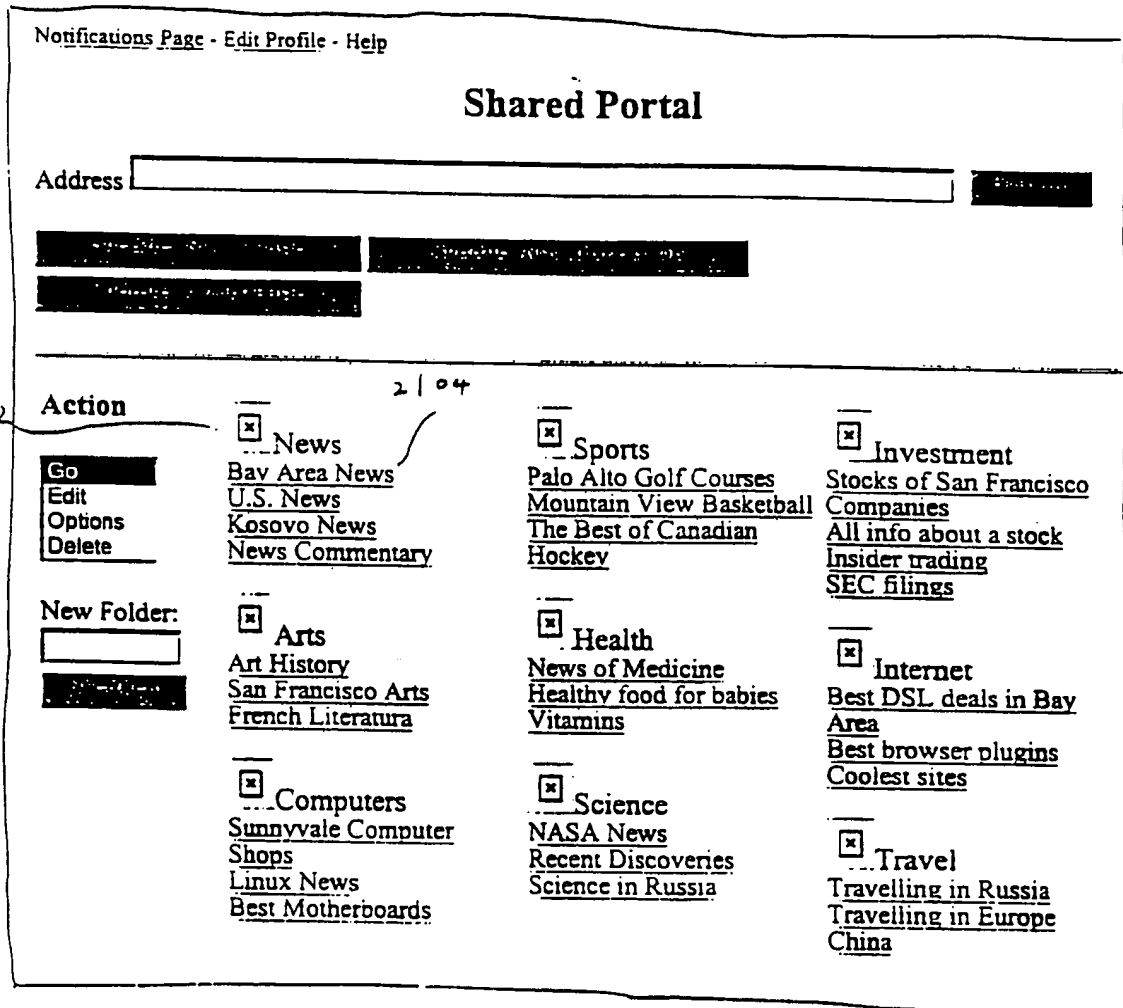 Notifications Page - Edit Profile - Help
Shared Portal
Address
2104
Action
Go
Edit
Options
Delete
New Folder:
News
Bay Area News
U.S. News
Kosovo News
News Commentary
Sports
Palo Alto Golf Courses
Mountain View Basketball
The Best of Canadian
Hockey
Investment
Stocks of San Francisco
Companies
All info about a stock
Insider trading
SEC filings
Arts
Art History
San Francisco Arts
French Literatura
Health
News of Medicine
Healthy food for babies
Vitamins
Internet
Best DSL deals in Bay
Area
Best browser plugins
Coolest sites
Computers
Sunnyvale Computer
Shops
Linux News
Best Motherboards
Science
NASA News
Recent Discoveries
Science in Russia
Travel
Travelling in Russia
Travelling in Europe
China